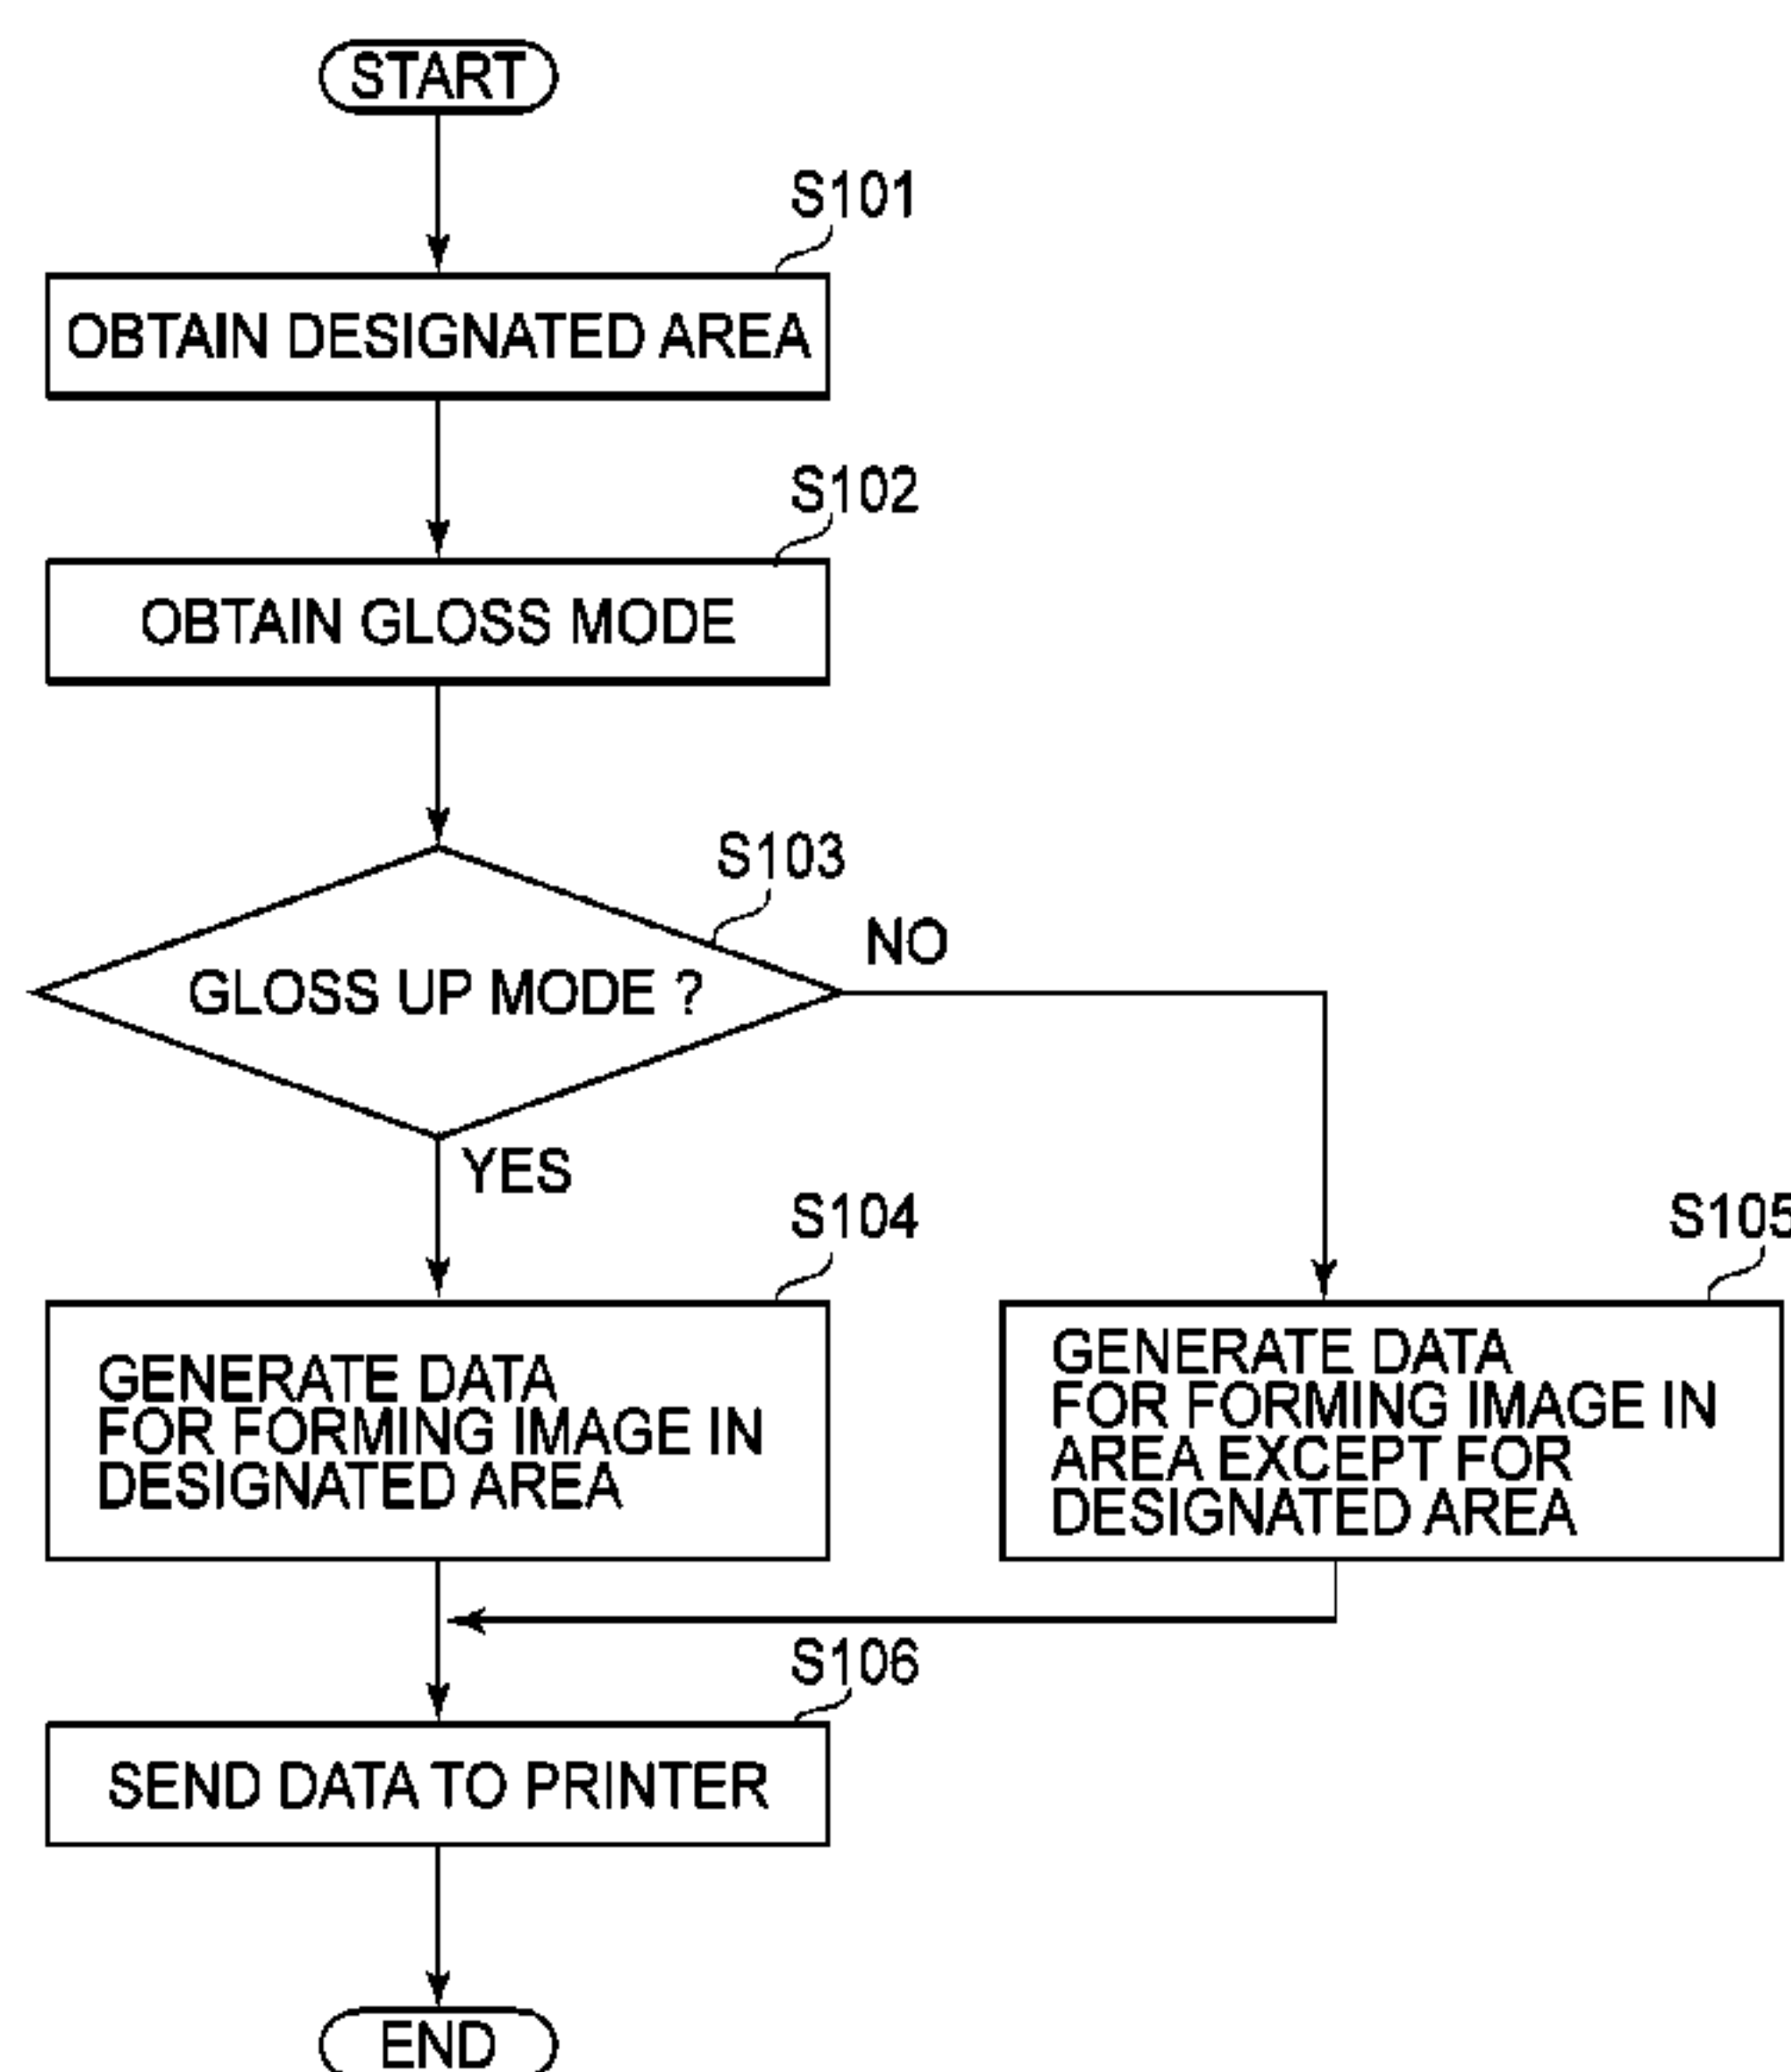 START
S101
OBTAIN DESIGNATED AREA
S102
OBTAIN GLOSS MODE
S103
GLOSS UP MODE ?
NO
YES
S104
GENERATE DATA
FOR FORMING IMAGE IN
DESIGNATED AREA
S105
GENERATE DATA
FOR FORMING IMAGE IN
AREA EXCEPT FOR
DESIGNATED AREA
S106
SEND DATA TO PRINTER
END